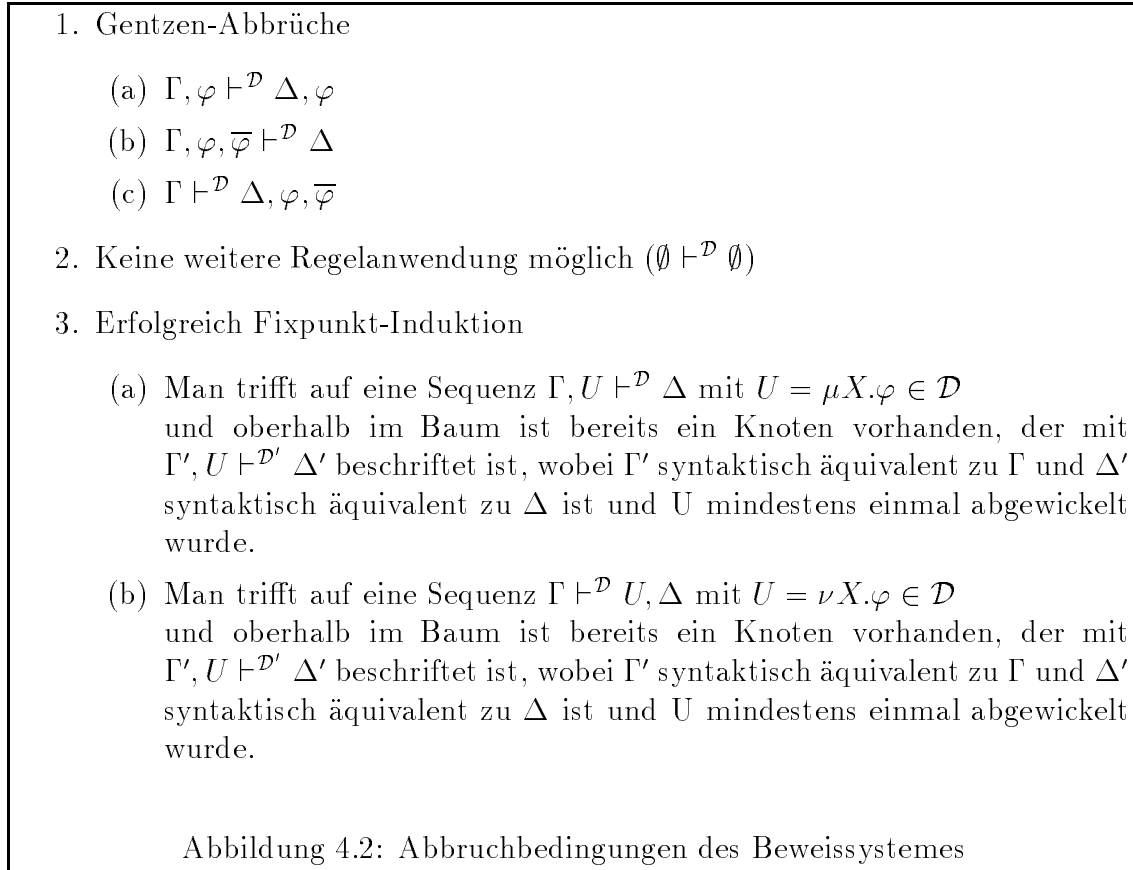 1. Gentzen-Abbrüche
(a) Γ, φ ⊢^𝒟 Δ, φ
(b) Γ, φ, φ̅ ⊢^𝒟 Δ
(c) Γ ⊢^𝒟 Δ, φ, φ̅
2. Keine weitere Regelanwendung möglich (∅ ⊢^𝒟 ∅)
3. Erfolgreich Fixpunkt-Induktion
(a) Man trifft auf eine Sequenz Γ, U ⊢^𝒟 Δ mit U = μX.φ ∈ 𝒟
und oberhalb im Baum ist bereits ein Knoten vorhanden, der mit
Γ′, U ⊢^𝒟′ Δ′ beschriftet ist, wobei Γ′ syntaktisch äquivalent zu Γ und Δ′
syntaktisch äquivalent zu Δ ist und U mindestens einmal abgewickelt
wurde.
(b) Man trifft auf eine Sequenz Γ ⊢^𝒟 U, Δ mit U = νX.φ ∈ 𝒟
und oberhalb im Baum ist bereits ein Knoten vorhanden, der mit
Γ′, U ⊢^𝒟′ Δ′ beschriftet ist, wobei Γ′ syntaktisch äquivalent zu Γ und Δ′
syntaktisch äquivalent zu Δ ist und U mindestens einmal abgewickelt
wurde.
Abbildung 4.2: Abbruchbedingungen des Beweissystemes